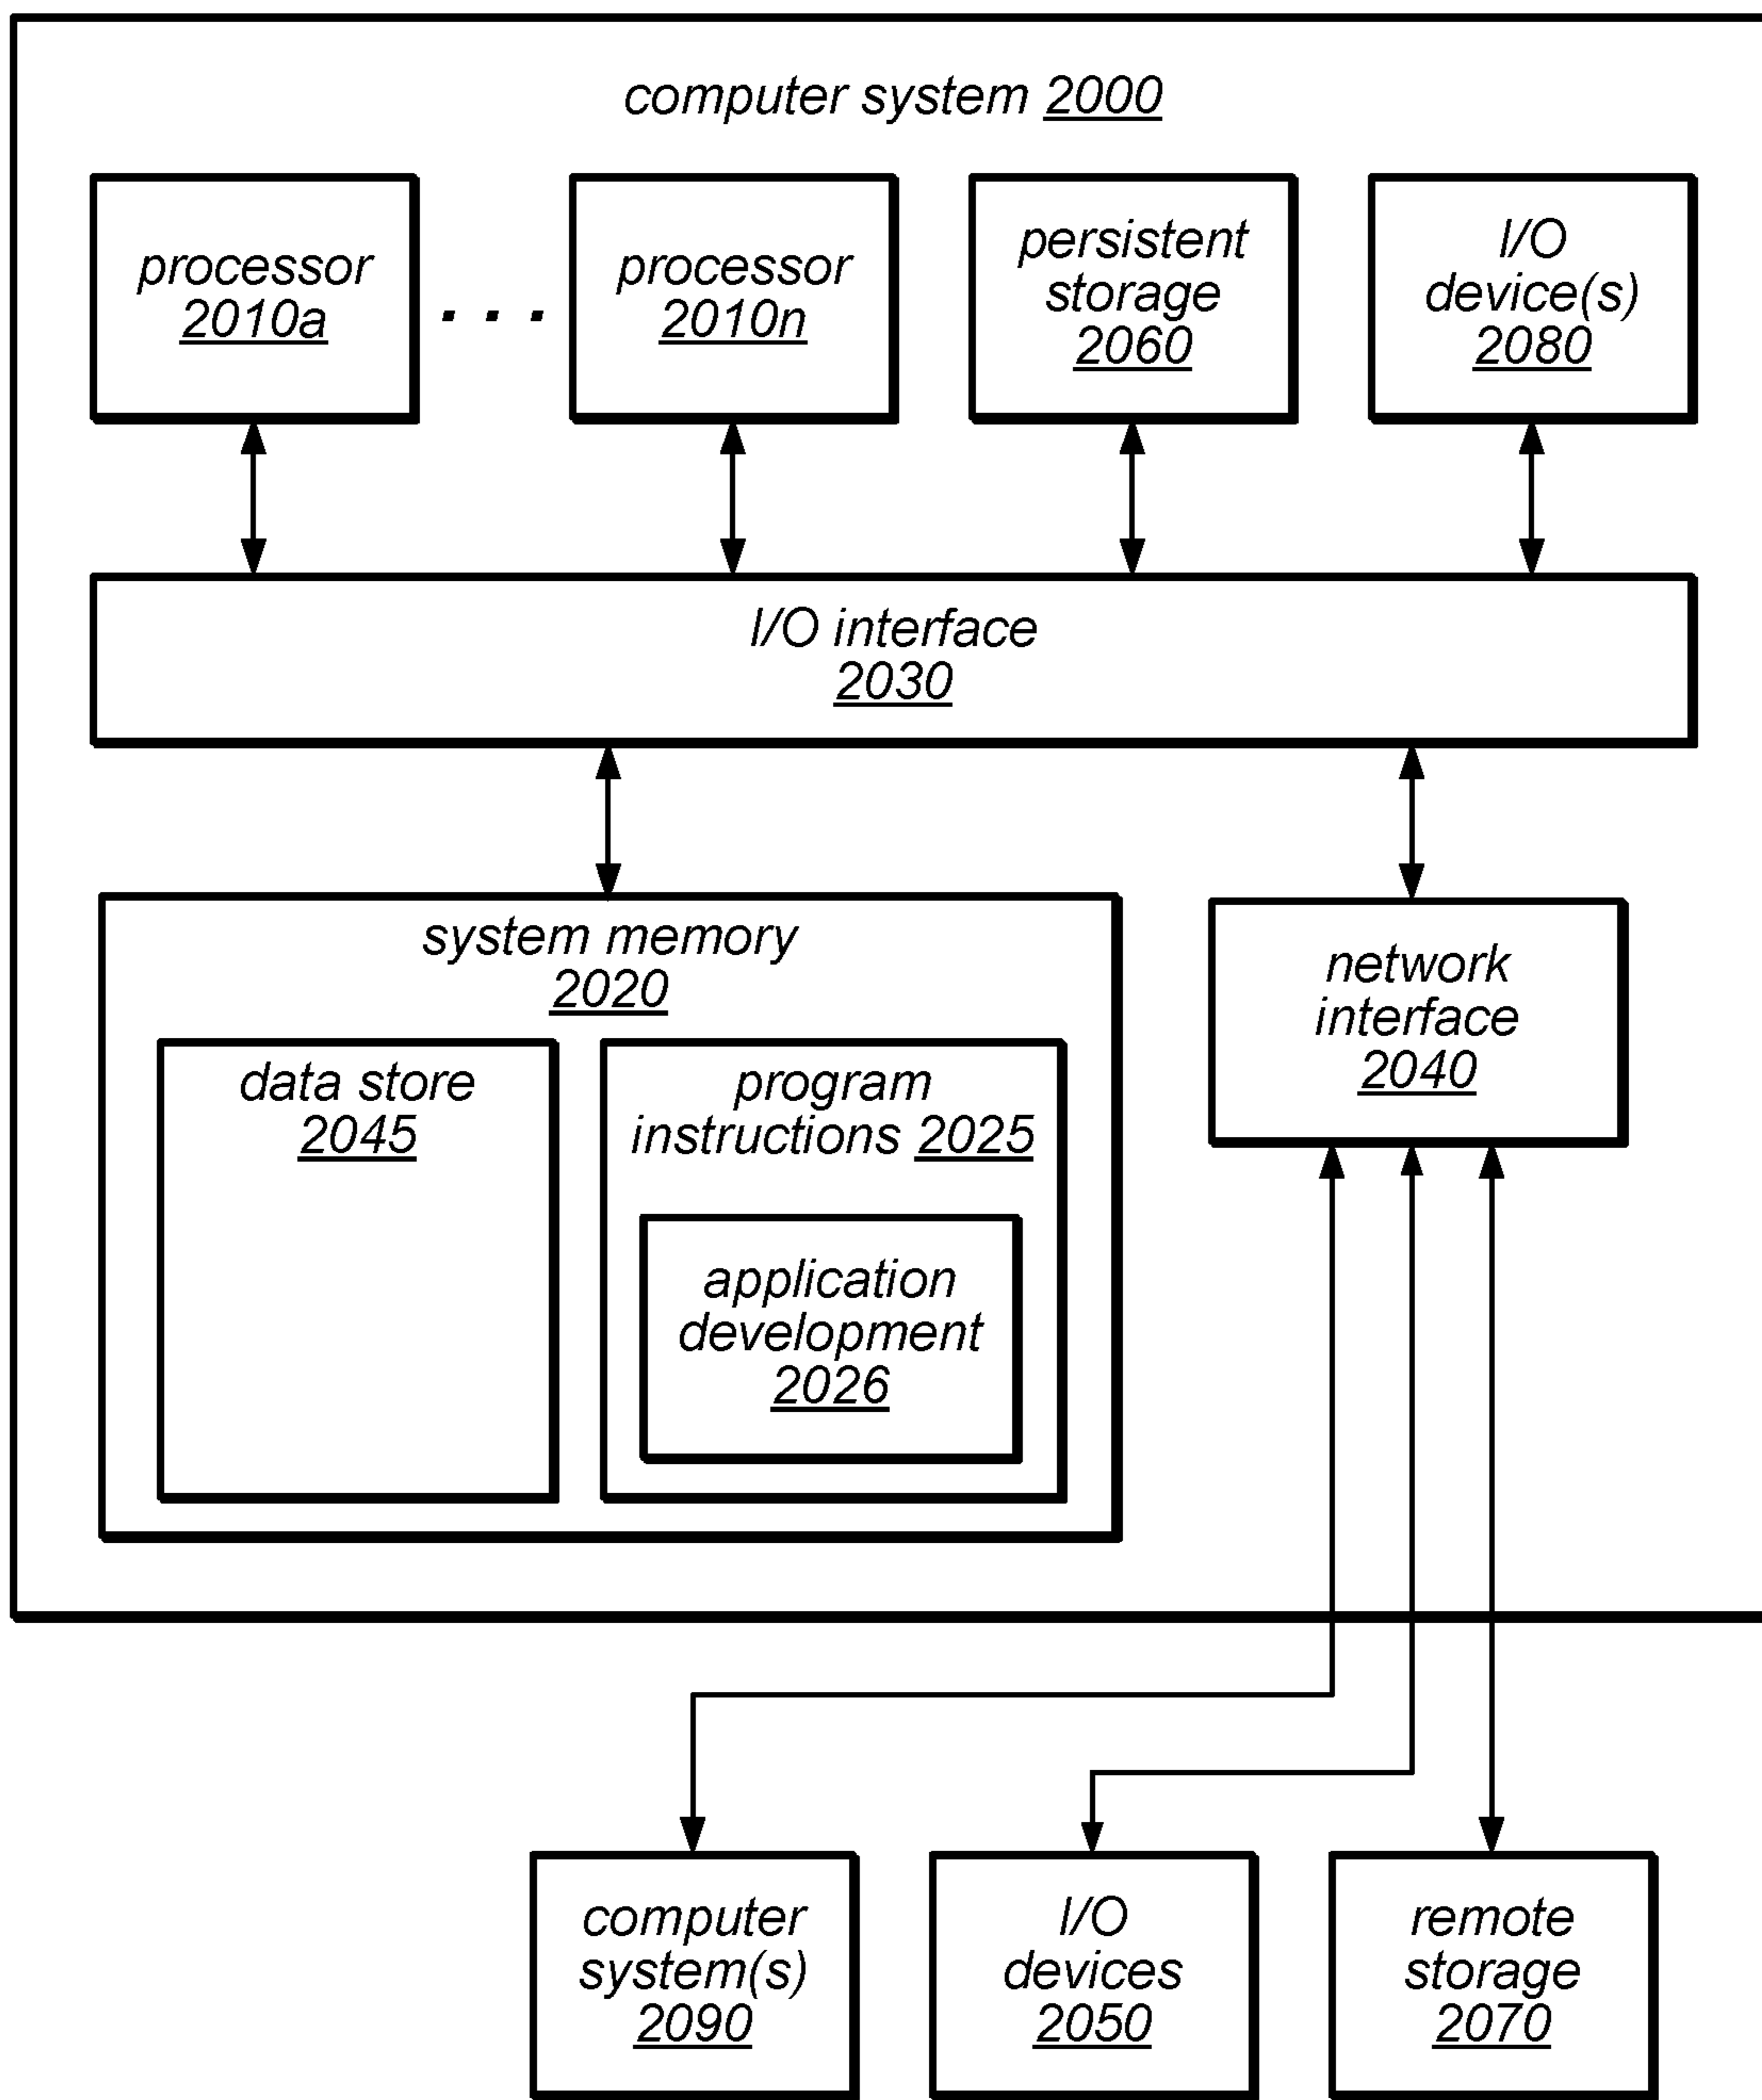 computer system 2000
processor
2010a
. . .
processor
2010n
persistent
storage
2060
I/O
device(s)
2080
I/O interface
2030
system memory
2020
data store
2045
program
instructions 2025
application
development
2026
network
interface
2040
computer
system(s)
2090
I/O
devices
2050
remote
storage
2070